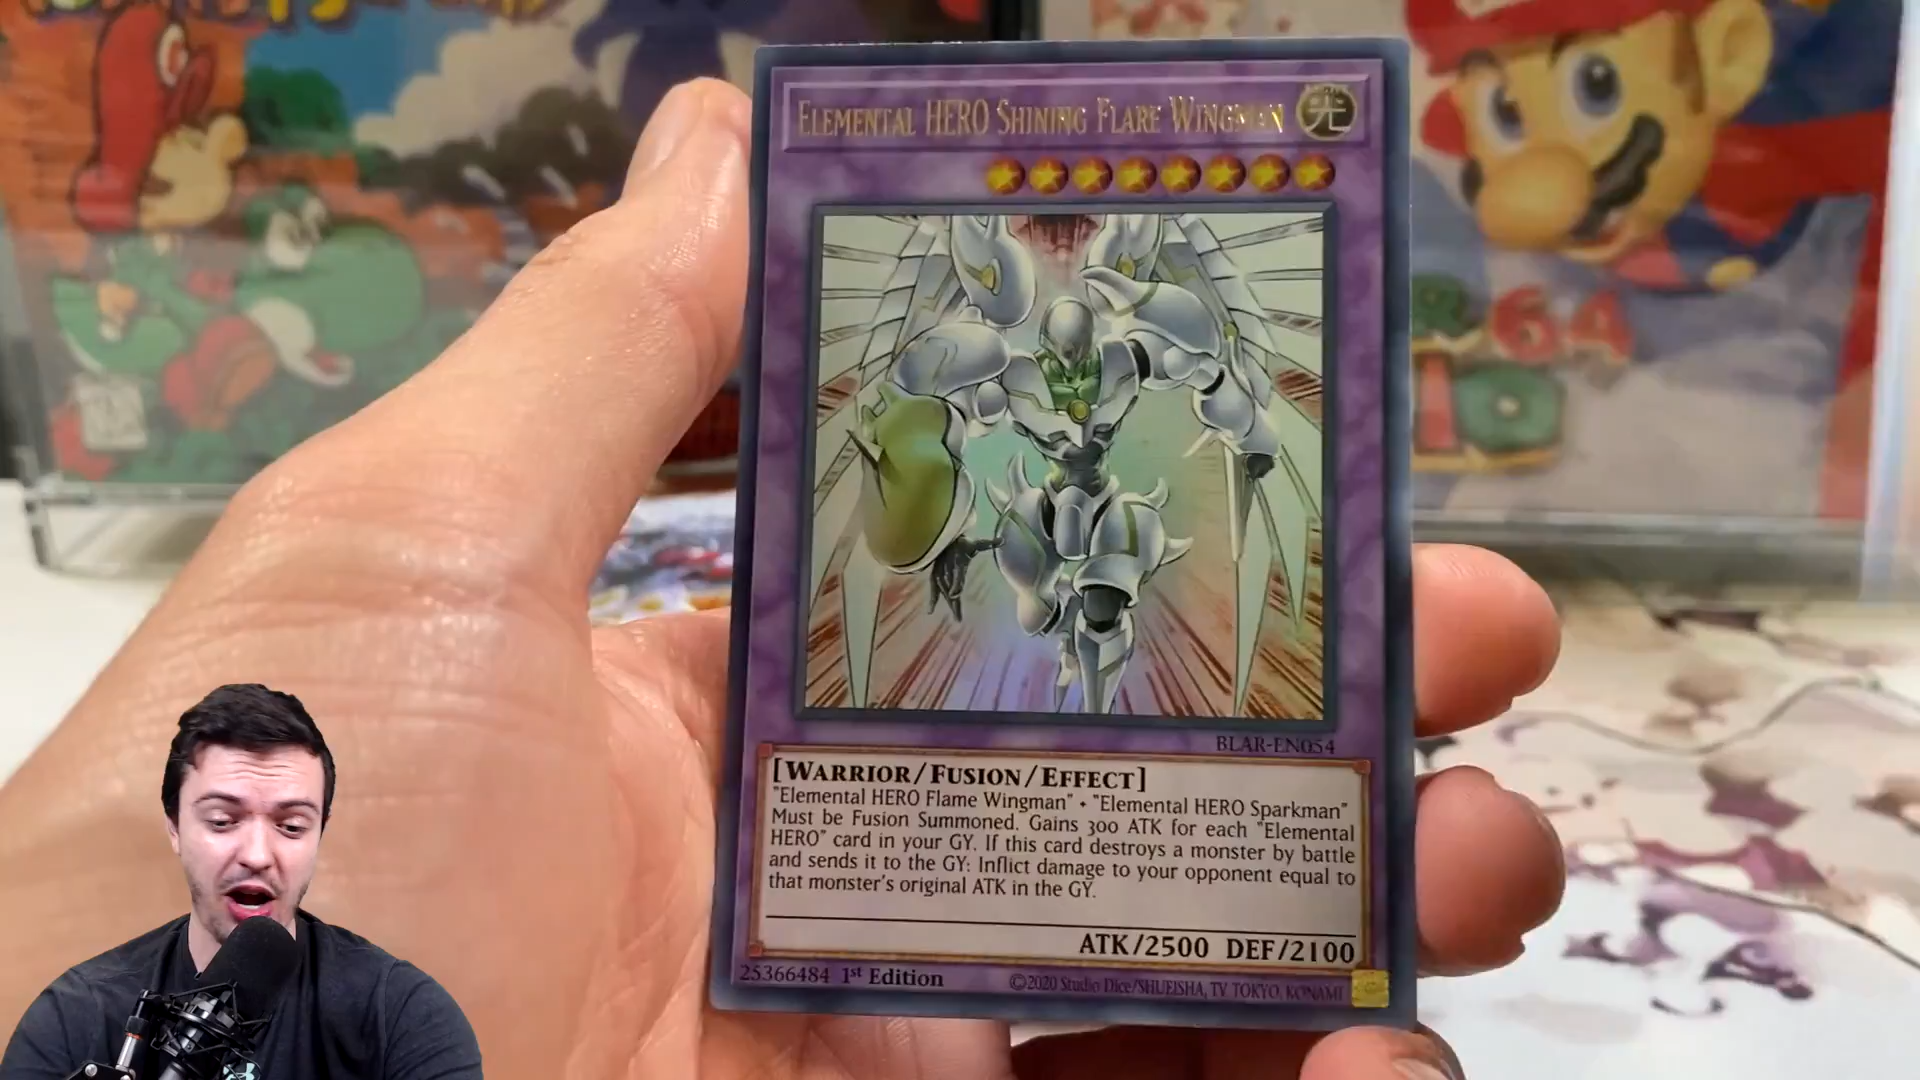 ELEMENTAL HERO SHINING FLARE WINGMAN
光
64
BLAR-EN054
[WARRIOR/FUSION/EFFECT]
"Elemental HERO Flame Wingman" + "Elemental HERO Sparkman"
Must be Fusion Summoned. Gains 300 ATK for each "Elemental
HERO" card in your GY. If this card destroys a monster by battle
and sends it to the GY: Inflict damage to your opponent equal to
that monster's original ATK in the GY.
ATK/2500 DEF/2100
25366484 1st Edition
©2020 Studio Dice/SHUEISHA, TV TOKYO, KONAMI